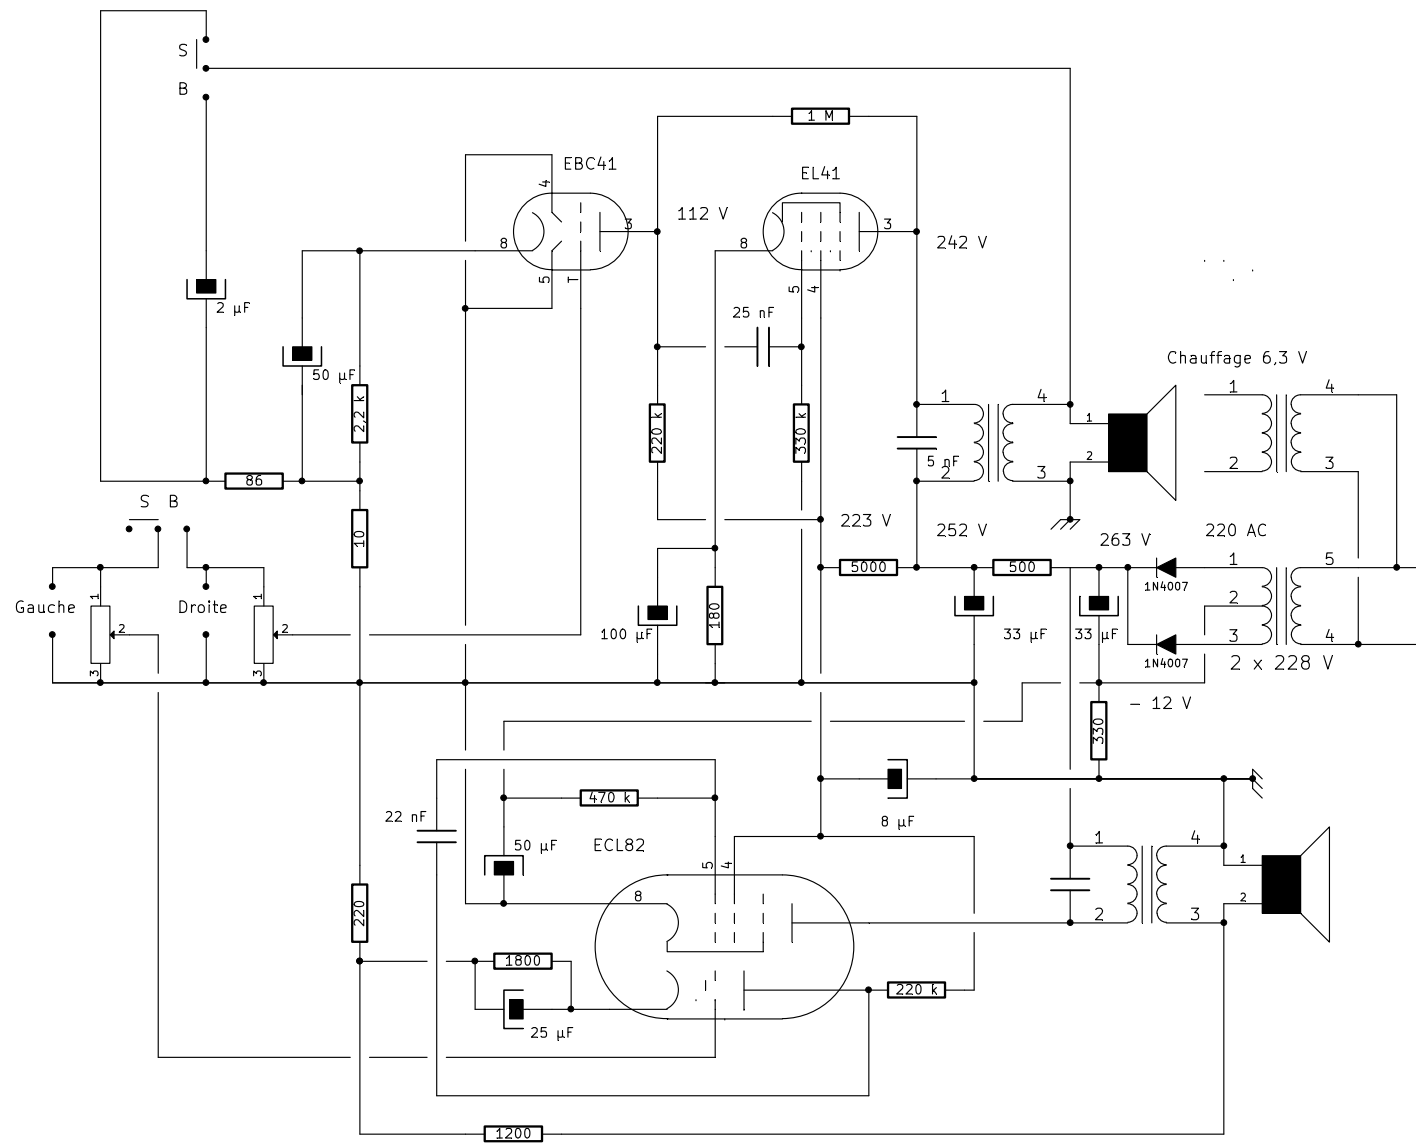 S
B
1 M
EBC41
EL41
4
3
112 V
3
242 V
8
8
5
T
5
4
2 µF
25 nF
50 µF
Chauffage 6,3 V
2,2 k
220 k
330 k
1
4
1
2
5 nF
2
3
1
4
2
3
86
S B
10
223 V
252 V
263 V
220 AC
5000
500
1N4007
1
2
3
5
4
Gauche
1
2
3
Droite
1
2
3
100 µF
180
33 µF
33 µF
1N4007
2 x 228 V
- 12 V
330
470 k
22 nF
50 µF
ECL82
8 µF
5
4
8
1
4
1
2
2
3
220
1800
25 µF
220 k
1200